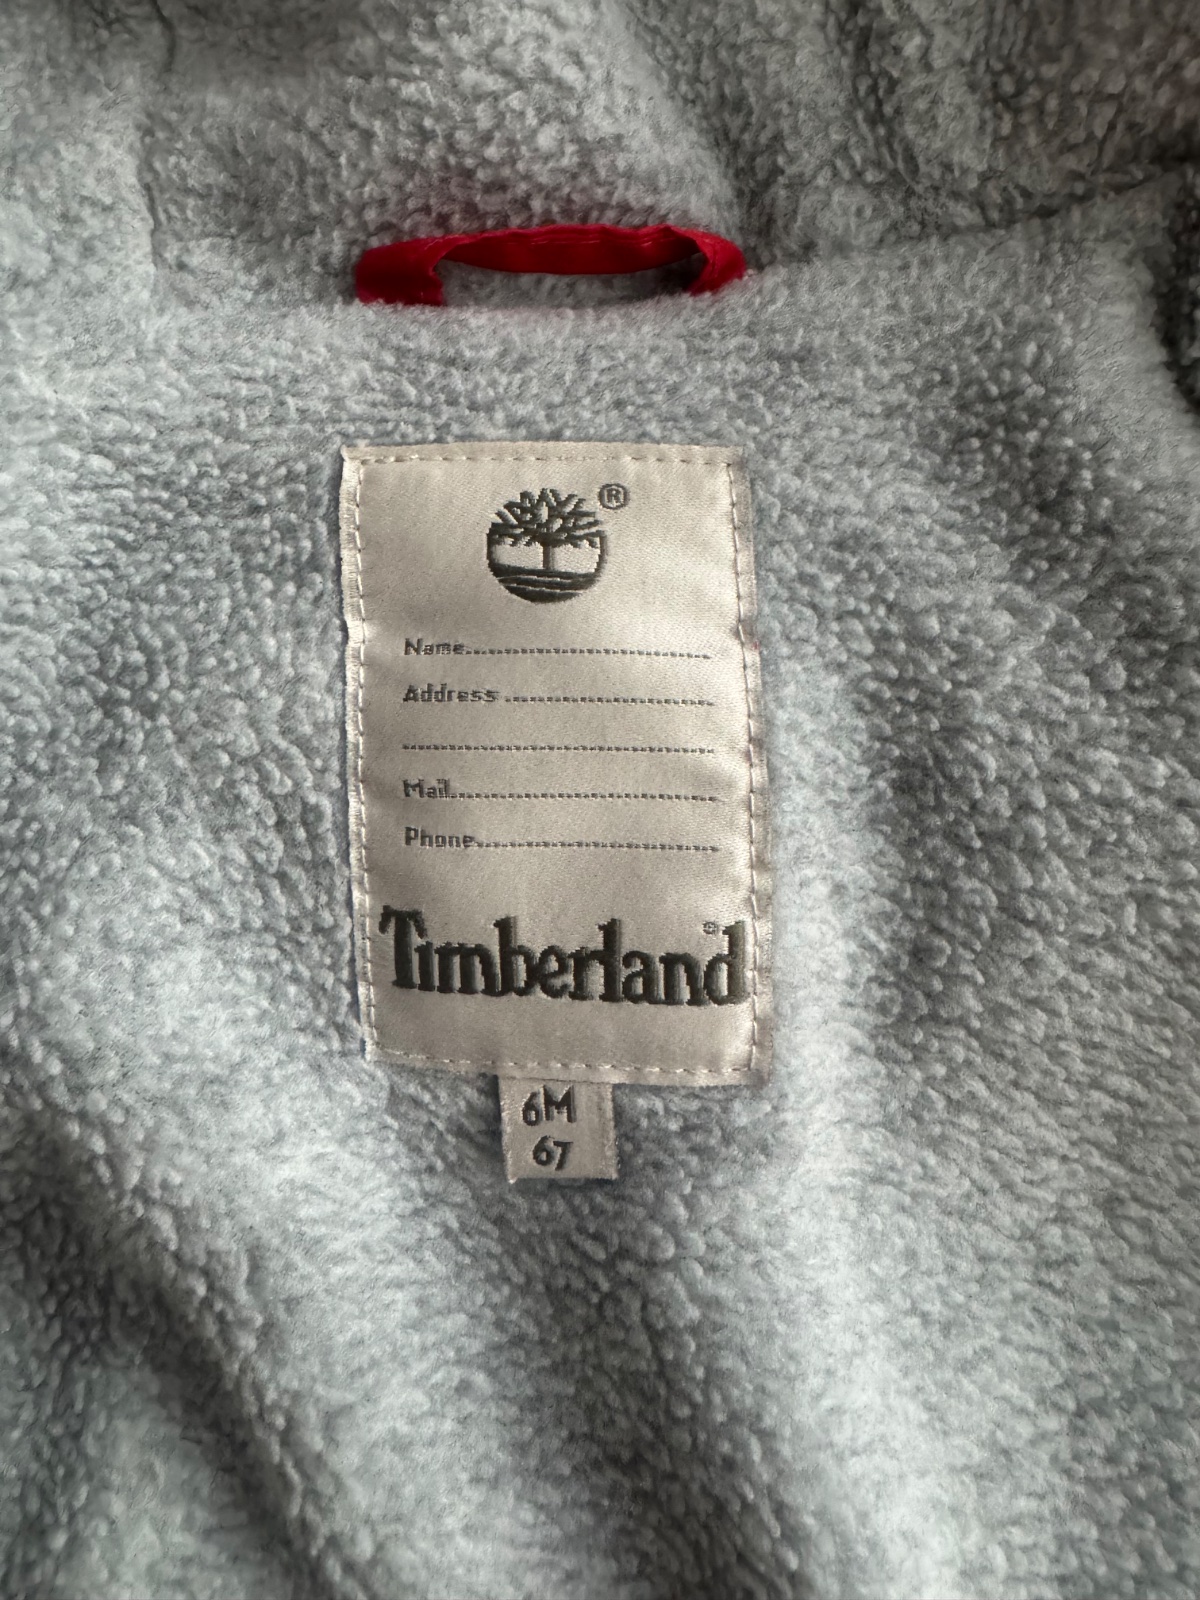 ®
Name
Address
Mail
Phone
Timberland®
6M
67